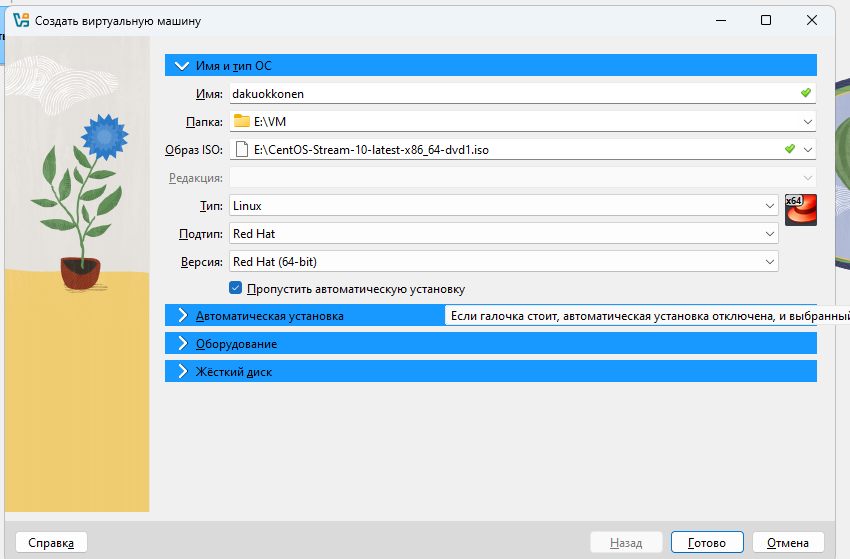 Создать виртуальную машину
Имя и тип ОС
Имя: dakuokkonen
Папка: E:\VM
Образ ISO: E:\CentOS-Stream-10-latest-x86_64-dvd1.iso
Редакция:
Тип: Linux
x64
Подтип: Red Hat
Версия: Red Hat (64-bit)
Пропустить автоматическую установку
Автоматическая установка
Если галочка стоит, автоматическая установка отключена, и выбранный
Оборудование
Жёсткий диск
Справка
Назад
Готово
Отмена